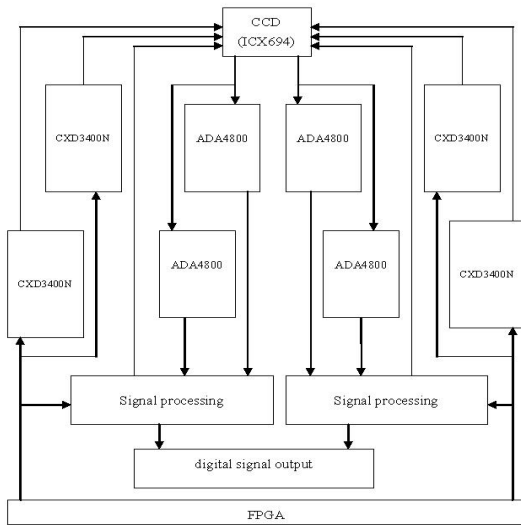 CCD
(ICX694)
CXD3400N
ADA4800
ADA4800
CXD3400N
CXD3400N
ADA4800
ADA4800
CXD3400N
Signal processing
Signal processing
digital signal output
FPGA